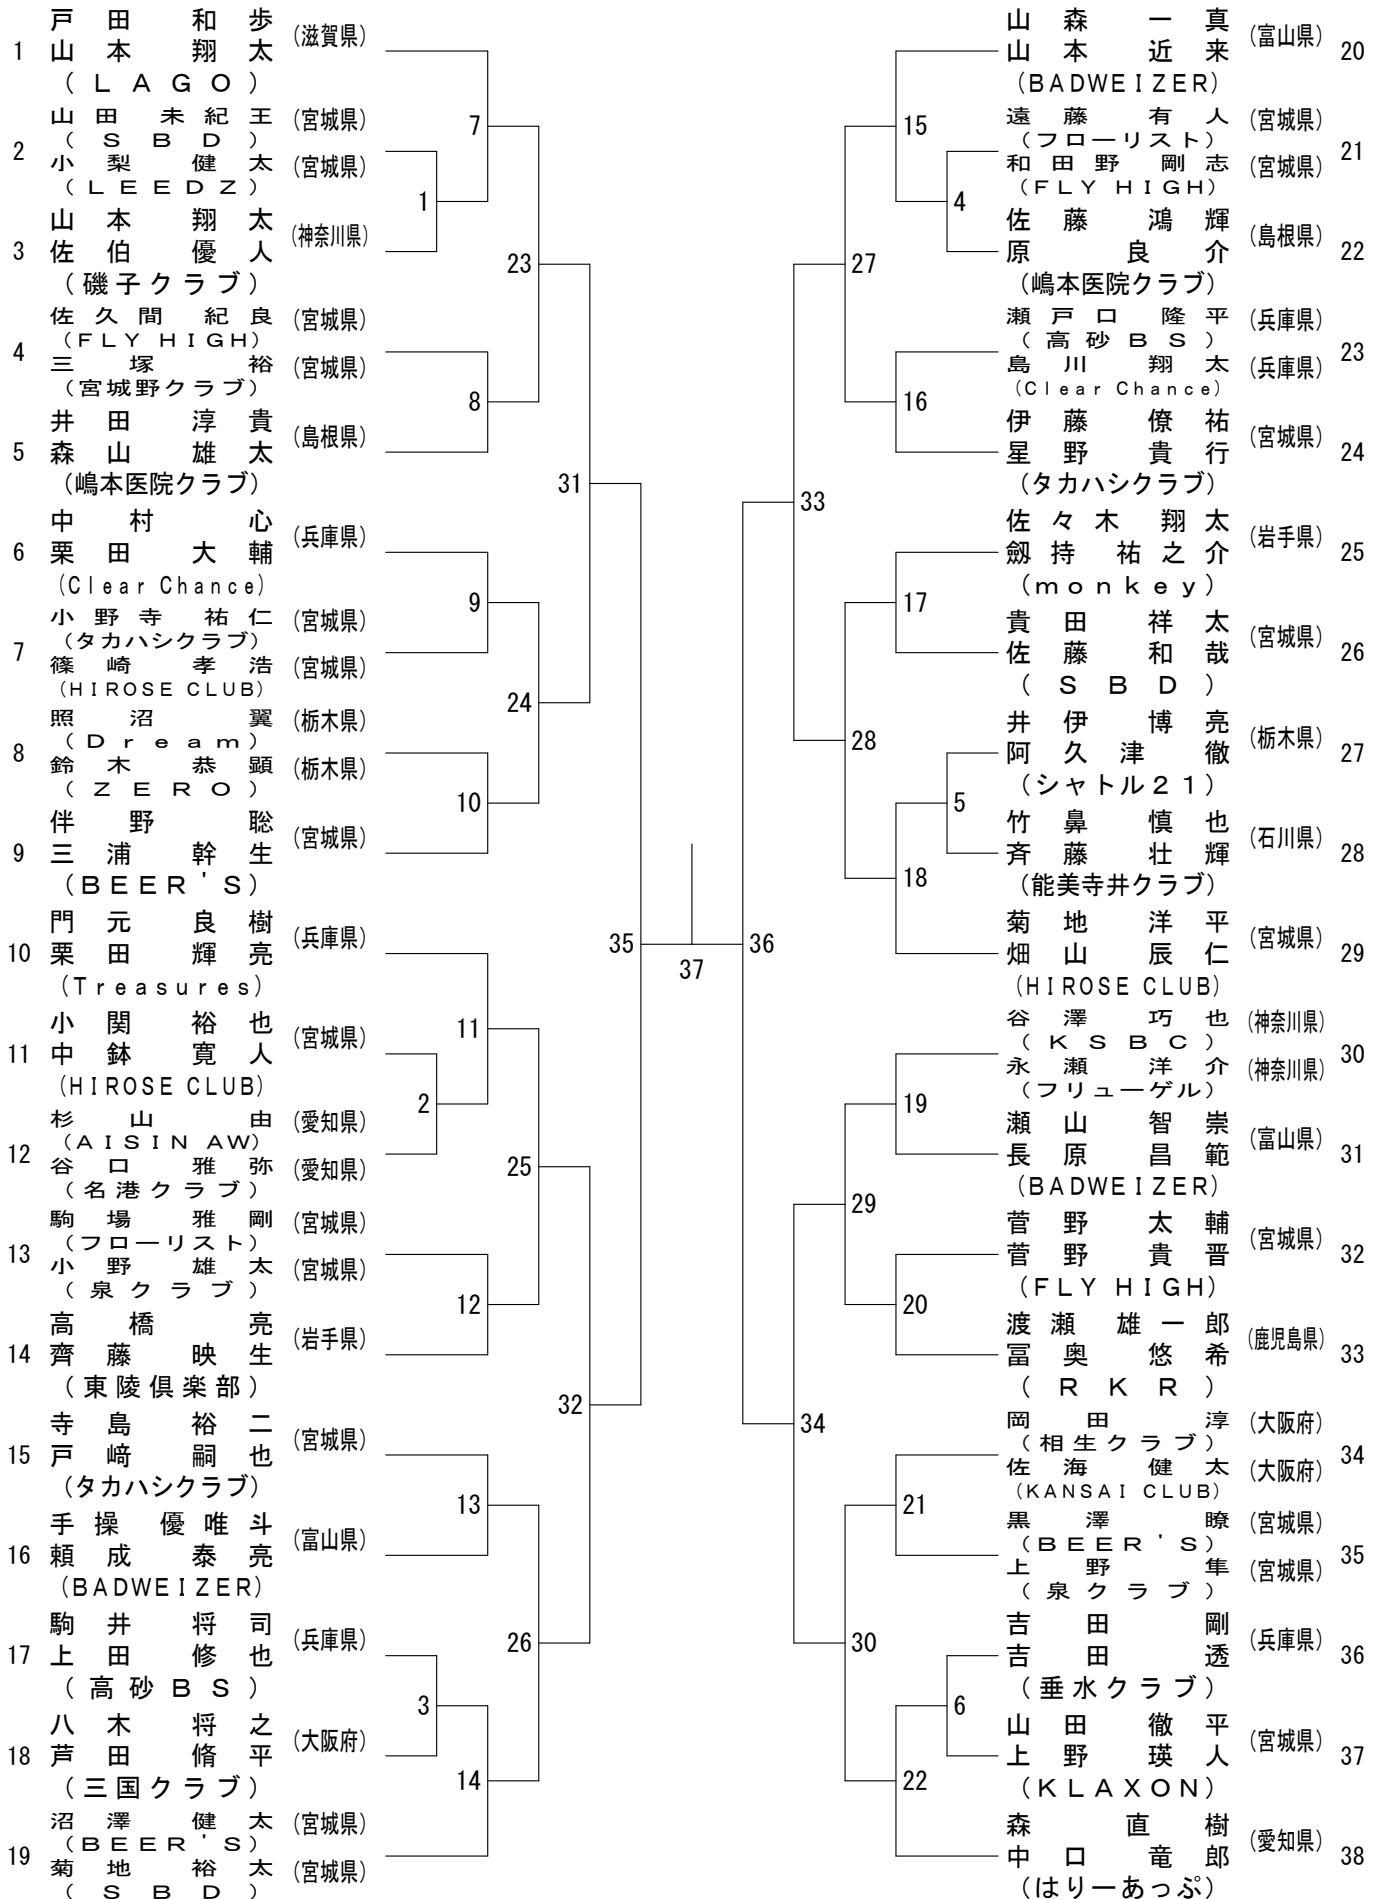 1
戸田和歩
山本翔太
(LAGO)
(滋賀県)
2
山田未紀王
(SBD)
小梨健太
(LEEDZ)
(宮城県)
(宮城県)
3
山本翔太
佐伯優人
(磯子クラブ)
(神奈川県)
4
佐久間紀良
(FLY HIGH)
三塚裕
(宮城野クラブ)
(宮城県)
(宮城県)
5
井田淳貴
森山雄太
(嶋本医院クラブ)
(島根県)
6
中村心
栗田大輔
(Clear Chance)
(兵庫県)
7
小野寺祐仁
(タカハシクラブ)
篠崎孝浩
(HIROSE CLUB)
(宮城県)
(宮城県)
8
照沼翼
(Dream)
鈴木恭顕
(ZERO)
(栃木県)
(栃木県)
9
伴野聡
三浦幹生
(BEER'S)
(宮城県)
10
門元良樹
栗田輝亮
(Treasures)
(兵庫県)
11
小関裕也
中鉢寛人
(HIROSE CLUB)
(宮城県)
12
杉山由
(AISIN AW)
谷口雅弥
(名港クラブ)
(愛知県)
(愛知県)
13
駒場雅剛
(フローリスト)
小野雄太
(泉クラブ)
(宮城県)
(宮城県)
14
高橋亮
齊藤映生
(東陵倶楽部)
(岩手県)
15
寺島裕二
戸﨑嗣也
(タカハシクラブ)
(宮城県)
16
手操優唯斗
頼成泰亮
(BADWEIZER)
(富山県)
17
駒井将司
上田修也
(高砂BS)
(兵庫県)
18
八木将之
芦田脩平
(三国クラブ)
(大阪府)
19
沼澤健太
(BEER'S)
菊地裕太
(SBD)
(宮城県)
(宮城県)
1
2
3
7
8
9
10
11
12
13
14
23
24
25
26
31
32
35
37
36
33
34
27
28
29
30
15
16
17
18
19
20
21
22
4
5
6
山森一真
山本近来
(BADWEIZER)
(富山県)
20
遠藤有人
(フローリスト)
和田野剛志
(FLY HIGH)
(宮城県)
(宮城県)
21
佐藤鴻輝
原良介
(嶋本医院クラブ)
(島根県)
22
瀬戸口隆平
(高砂BS)
島川翔太
(Clear Chance)
(兵庫県)
(兵庫県)
23
伊藤僚祐
星野貴行
(タカハシクラブ)
(宮城県)
24
佐々木翔太
劔持祐之介
(monkey)
(岩手県)
25
貴田祥太
佐藤和哉
(SBD)
(宮城県)
26
井伊博亮
阿久津徹
(シャトル21)
(栃木県)
27
竹鼻慎也
斉藤壮輝
(能美寺井クラブ)
(石川県)
28
菊地洋平
畑山辰仁
(HIROSE CLUB)
(宮城県)
29
谷澤巧也
(KSBC)
永瀬洋介
(フリューゲル)
(神奈川県)
(神奈川県)
30
瀬山智崇
長原昌範
(BADWEIZER)
(富山県)
31
菅野太輔
菅野貴晋
(FLY HIGH)
(宮城県)
32
渡瀬雄一郎
冨奥悠希
(RKR)
(鹿児島県)
33
岡田淳
(相生クラブ)
佐海健太
(KANSAI CLUB)
(大阪府)
(大阪府)
34
黒澤瞭
(BEER'S)
上野隼
(泉クラブ)
(宮城県)
(宮城県)
35
吉田剛
吉田透
(垂水クラブ)
(兵庫県)
36
山田徹平
上野瑛人
(KLAXON)
(宮城県)
37
森直樹
中口竜郎
(はりーあっぷ)
(愛知県)
38